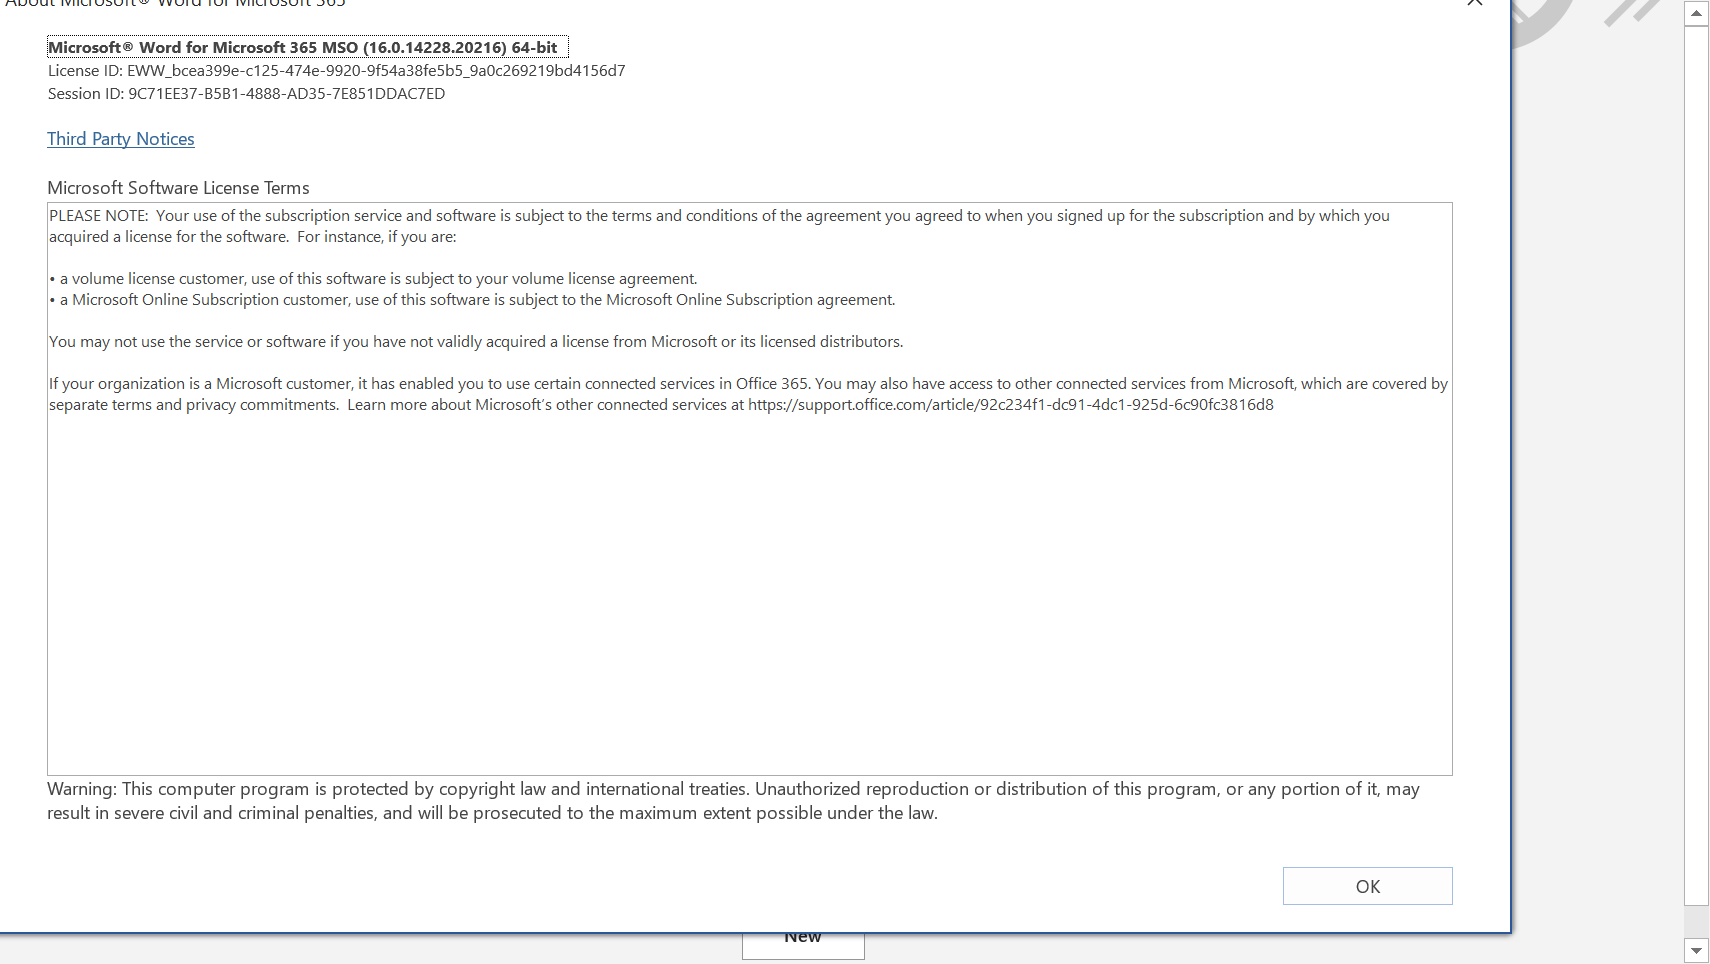 About Microsoft® Word for Microsoft 365
Microsoft® Word for Microsoft 365 MSO (16.0.14228.20216) 64-bit
License ID: EWW_bcea399e-c125-474e-9920-9f54a38fe5b5_9a0c269219bd4156d7
Session ID: 9C71EE37-B5B1-4888-AD35-7E851DDAC7ED
Third Party Notices
Microsoft Software License Terms
PLEASE NOTE:  Your use of the subscription service and software is subject to the terms and conditions of the agreement you agreed to when you signed up for the subscription and by which you
acquired a license for the software.  For instance, if you are:
• a volume license customer, use of this software is subject to your volume license agreement.
• a Microsoft Online Subscription customer, use of this software is subject to the Microsoft Online Subscription agreement.
You may not use the service or software if you have not validly acquired a license from Microsoft or its licensed distributors.
If your organization is a Microsoft customer, it has enabled you to use certain connected services in Office 365. You may also have access to other connected services from Microsoft, which are covered by
separate terms and privacy commitments.  Learn more about Microsoft's other connected services at https://support.office.com/article/92c234f1-dc91-4dc1-925d-6c90fc3816d8
Warning: This computer program is protected by copyright law and international treaties. Unauthorized reproduction or distribution of this program, or any portion of it, may
result in severe civil and criminal penalties, and will be prosecuted to the maximum extent possible under the law.
OK
New